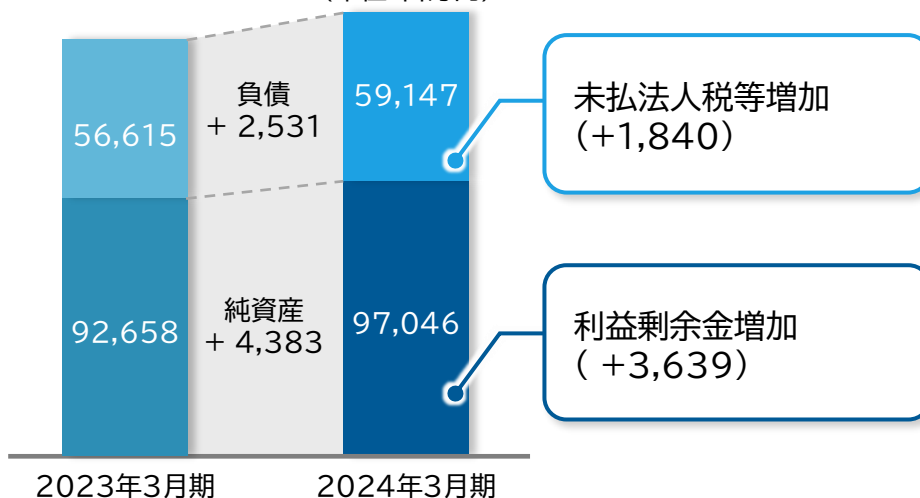 56,615
負債
+ 2,531
59,147
未払法人税等増加
(+1,840)
92,658
純資産
+ 4,383
97,046
利益剰余金増加
( +3,639)
2023年3月期
2024年3月期